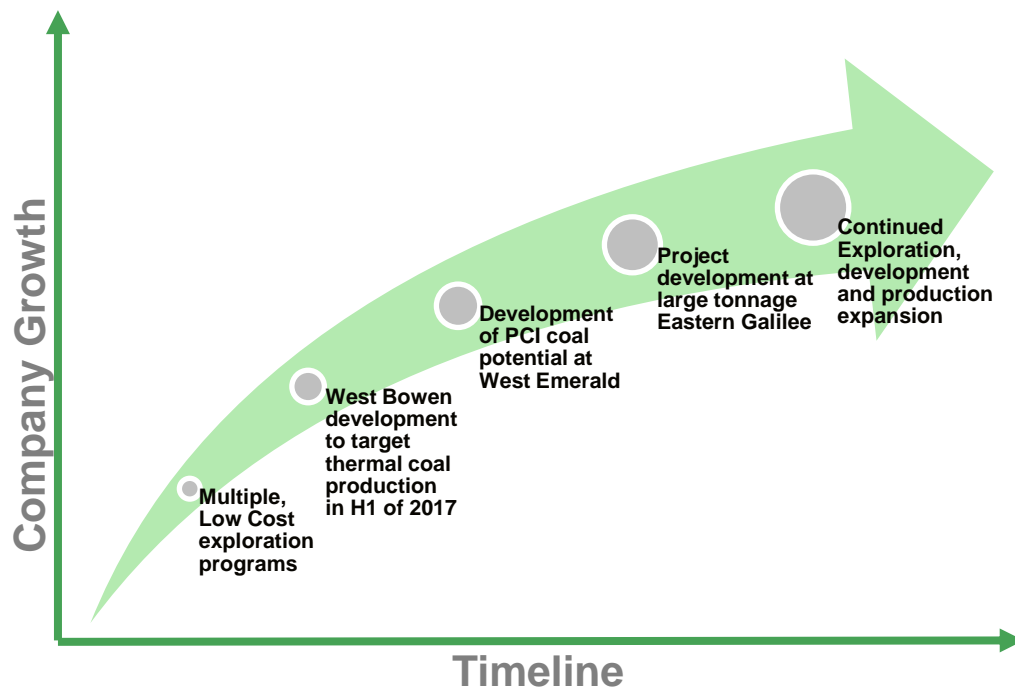 Company Growth
Multiple,
Low Cost
exploration
programs
West Bowen
development
to target
thermal coal
production
in H1 of 2017
Development
of PCI coal
potential at
West Emerald
Project
development at
large tonnage
Eastern Galilee
Continued
Exploration,
development
and production
expansion
Timeline